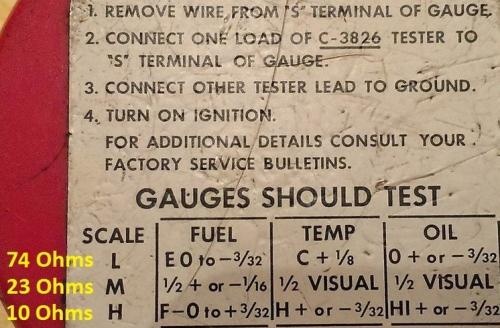 1. REMOVE WIRE FROM "S" TERMINAL OF GAUGE.
2. CONNECT ONE LOAD OF C-3826 TESTER TO
"S" TERMINAL OF GAUGE.
3. CONNECT OTHER TESTER LEAD TO GROUND.
4. TURN ON IGNITION.
FOR ADDITIONAL DETAILS CONSULT YOUR
FACTORY SERVICE BULLETINS.
GAUGES SHOULD TEST
SCALE FUEL TEMP OIL
74 Ohms L E 0 to -3/32 C + 1/8 0 + or -3/32
23 Ohms M 1/2 + or -1/16 1/2 VISUAL 1/2 VISUAL
10 Ohms H F-0 to +3/32 H + or -3/32 HI + or -3/32